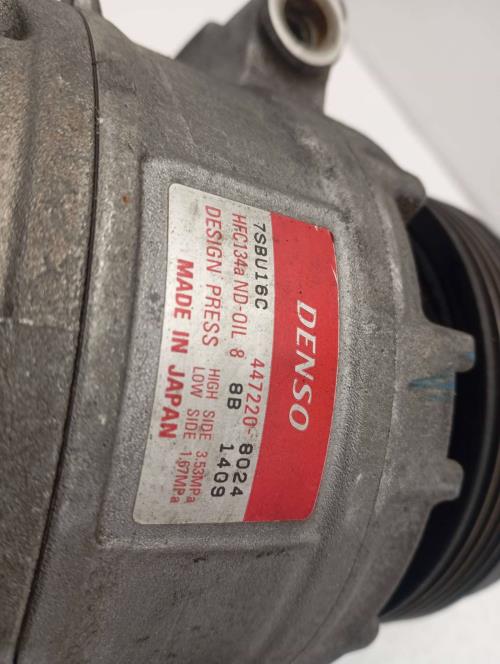 DENSO
7SBU16C 447220-8024
HFC134a ND-OIL 8 8B 1409
DESIGN PRESS HIGH SIDE 3.53MPa
LOW SIDE 1.67MPa
MADE IN JAPAN